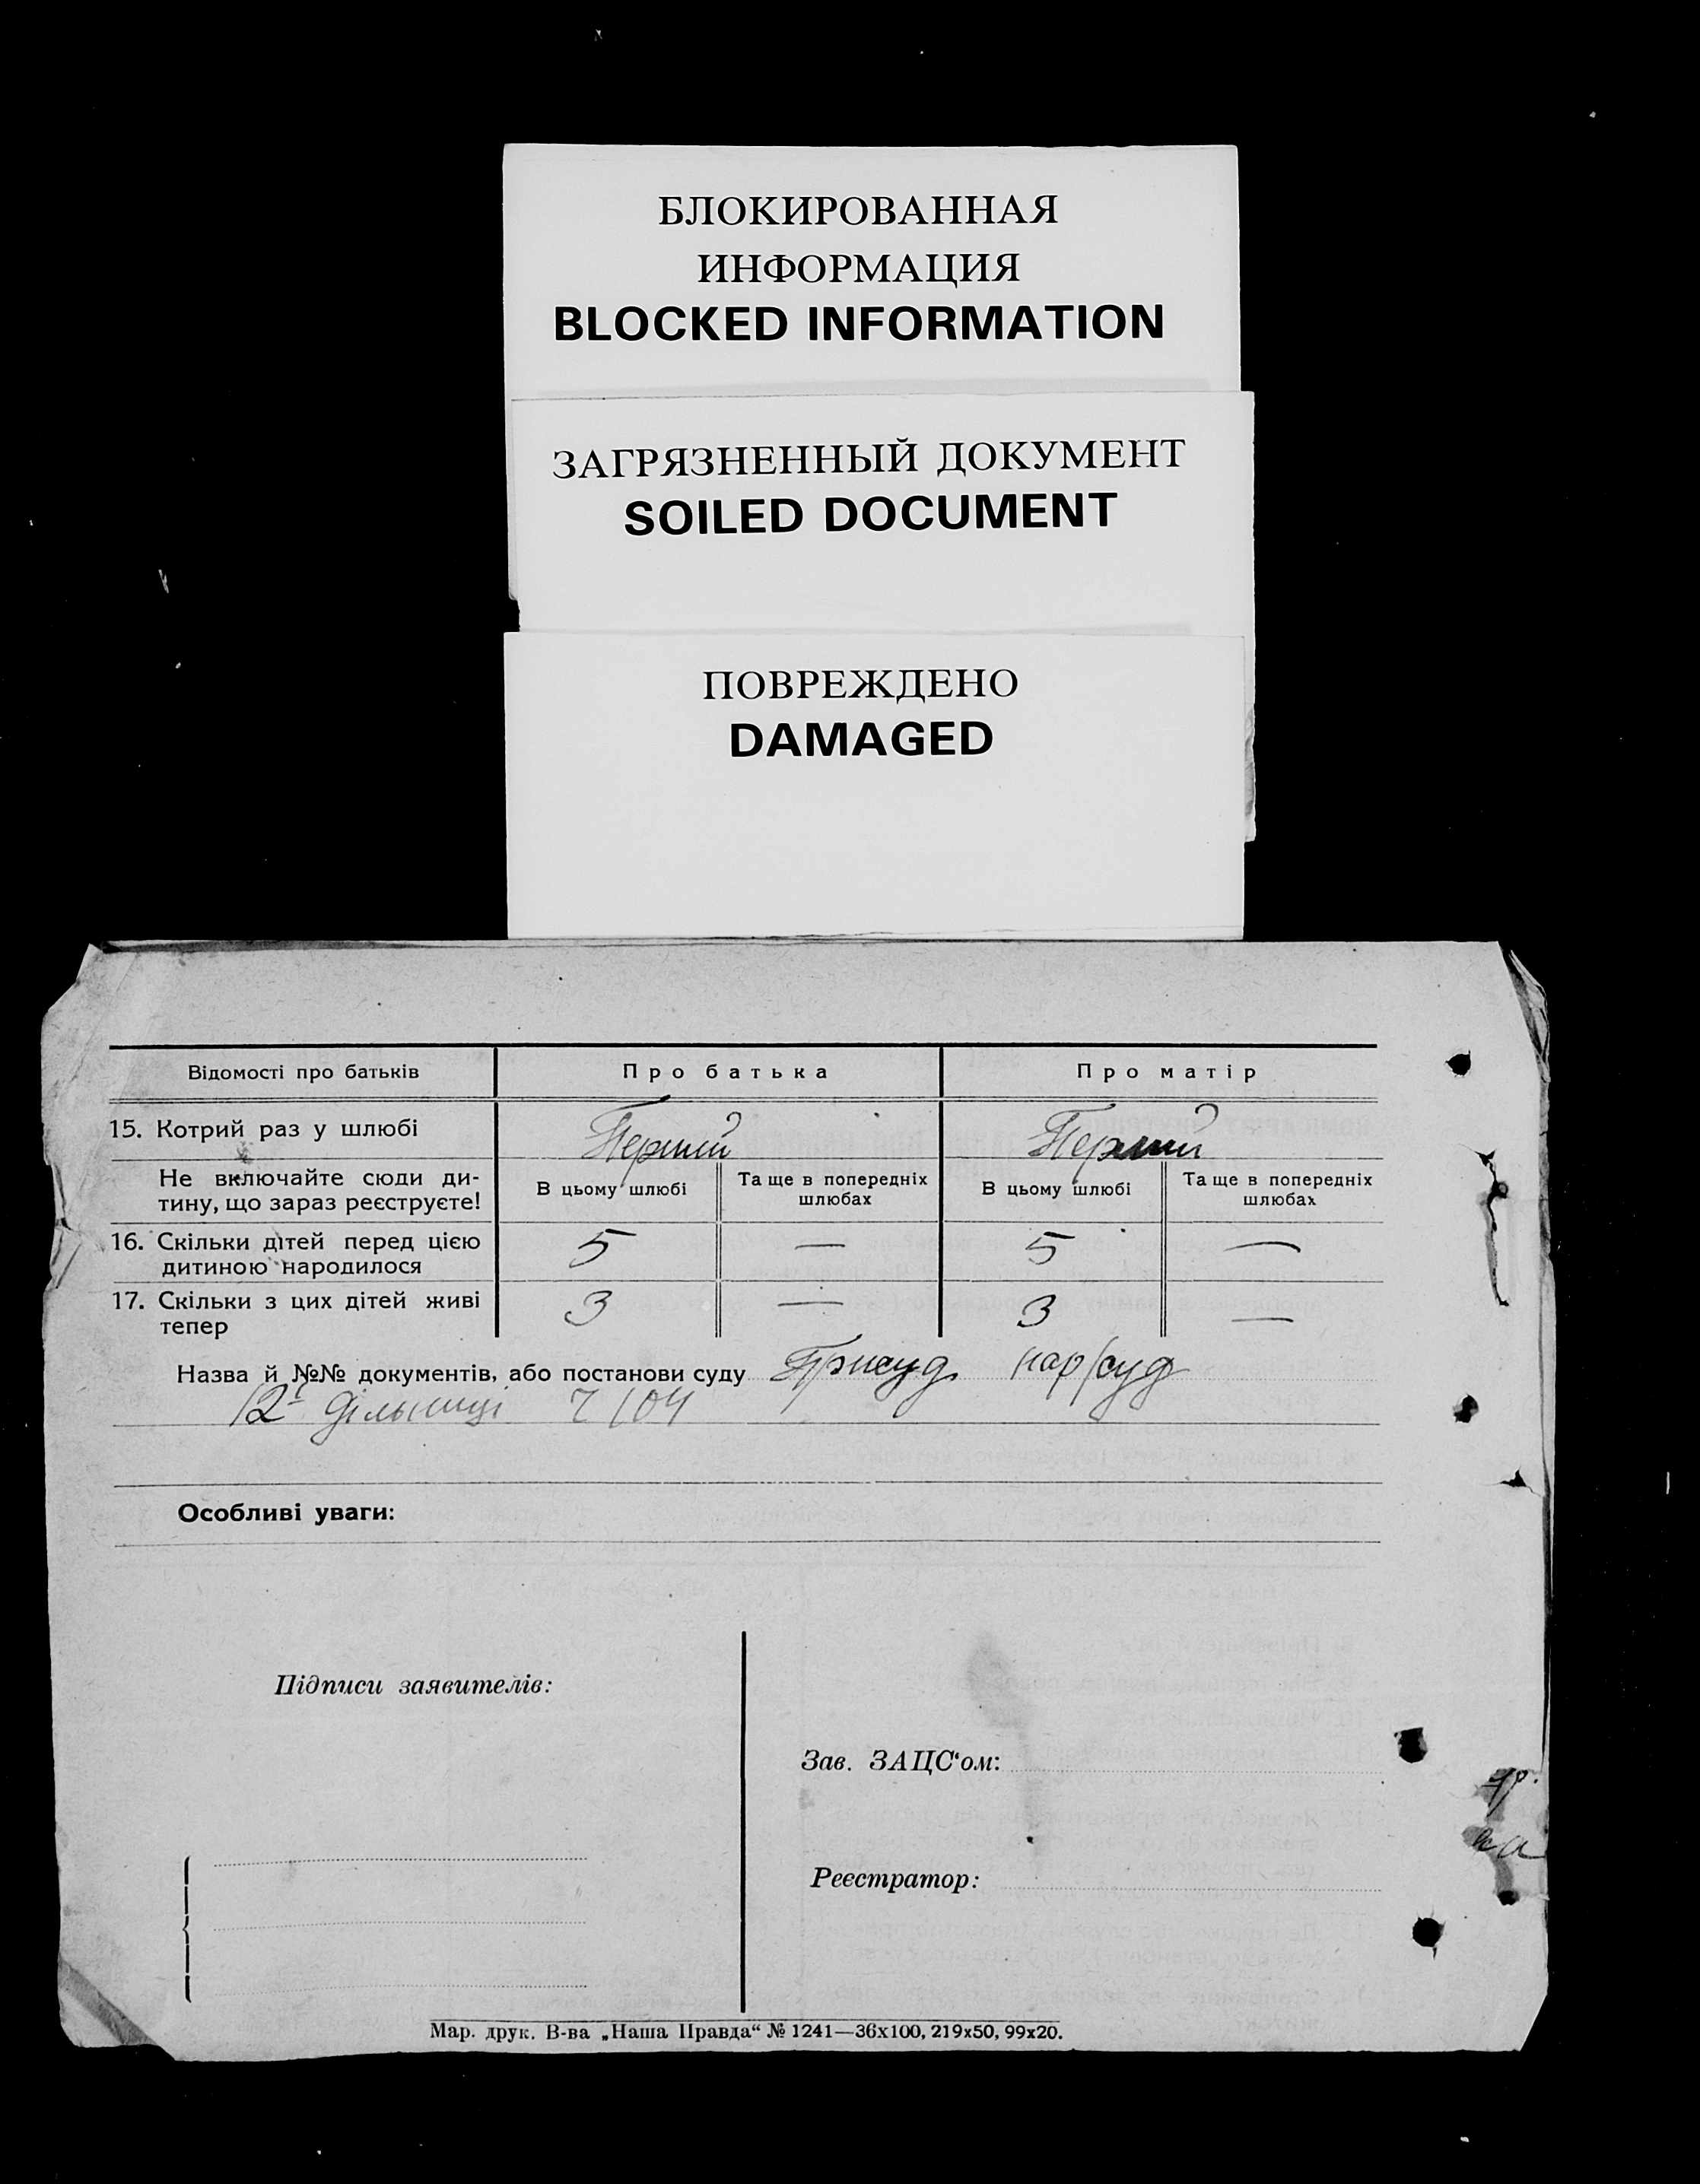 БЛОКИРОВАННАЯ
ИНФОРМАЦИЯ
BLOCKED INFORMATION
ЗАГРЯЗНЕННЫЙ ДОКУМЕНТ
SOILED DOCUMENT
ПОВРЕЖДЕНО
DAMAGED
Відомості про батьків Про батька Про матір
15. Котрий раз у шлюбі Перший Перший
Не включайте сюди ди-
тину, що зараз реєструєте!
В цьому шлюбі
Та ще в попередніх
шлюбах
В цьому шлюбі
Та ще в попередніх
шлюбах
16. Скільки дітей перед цією
дитиною народилося
5 — 5 —
17. Скільки з цих дітей живі
тепер
3 — 3 —
Назва й №№ документів, або постанови суду Присуд нар/суд
дільниці
Особливі уваги:
Підписи заявителів:
Зав. ЗАЦС'ом:
Реєстратор:
Мар. друк. В-ва „Наша Правда“ № 1241—36х100, 219х50, 99х20.